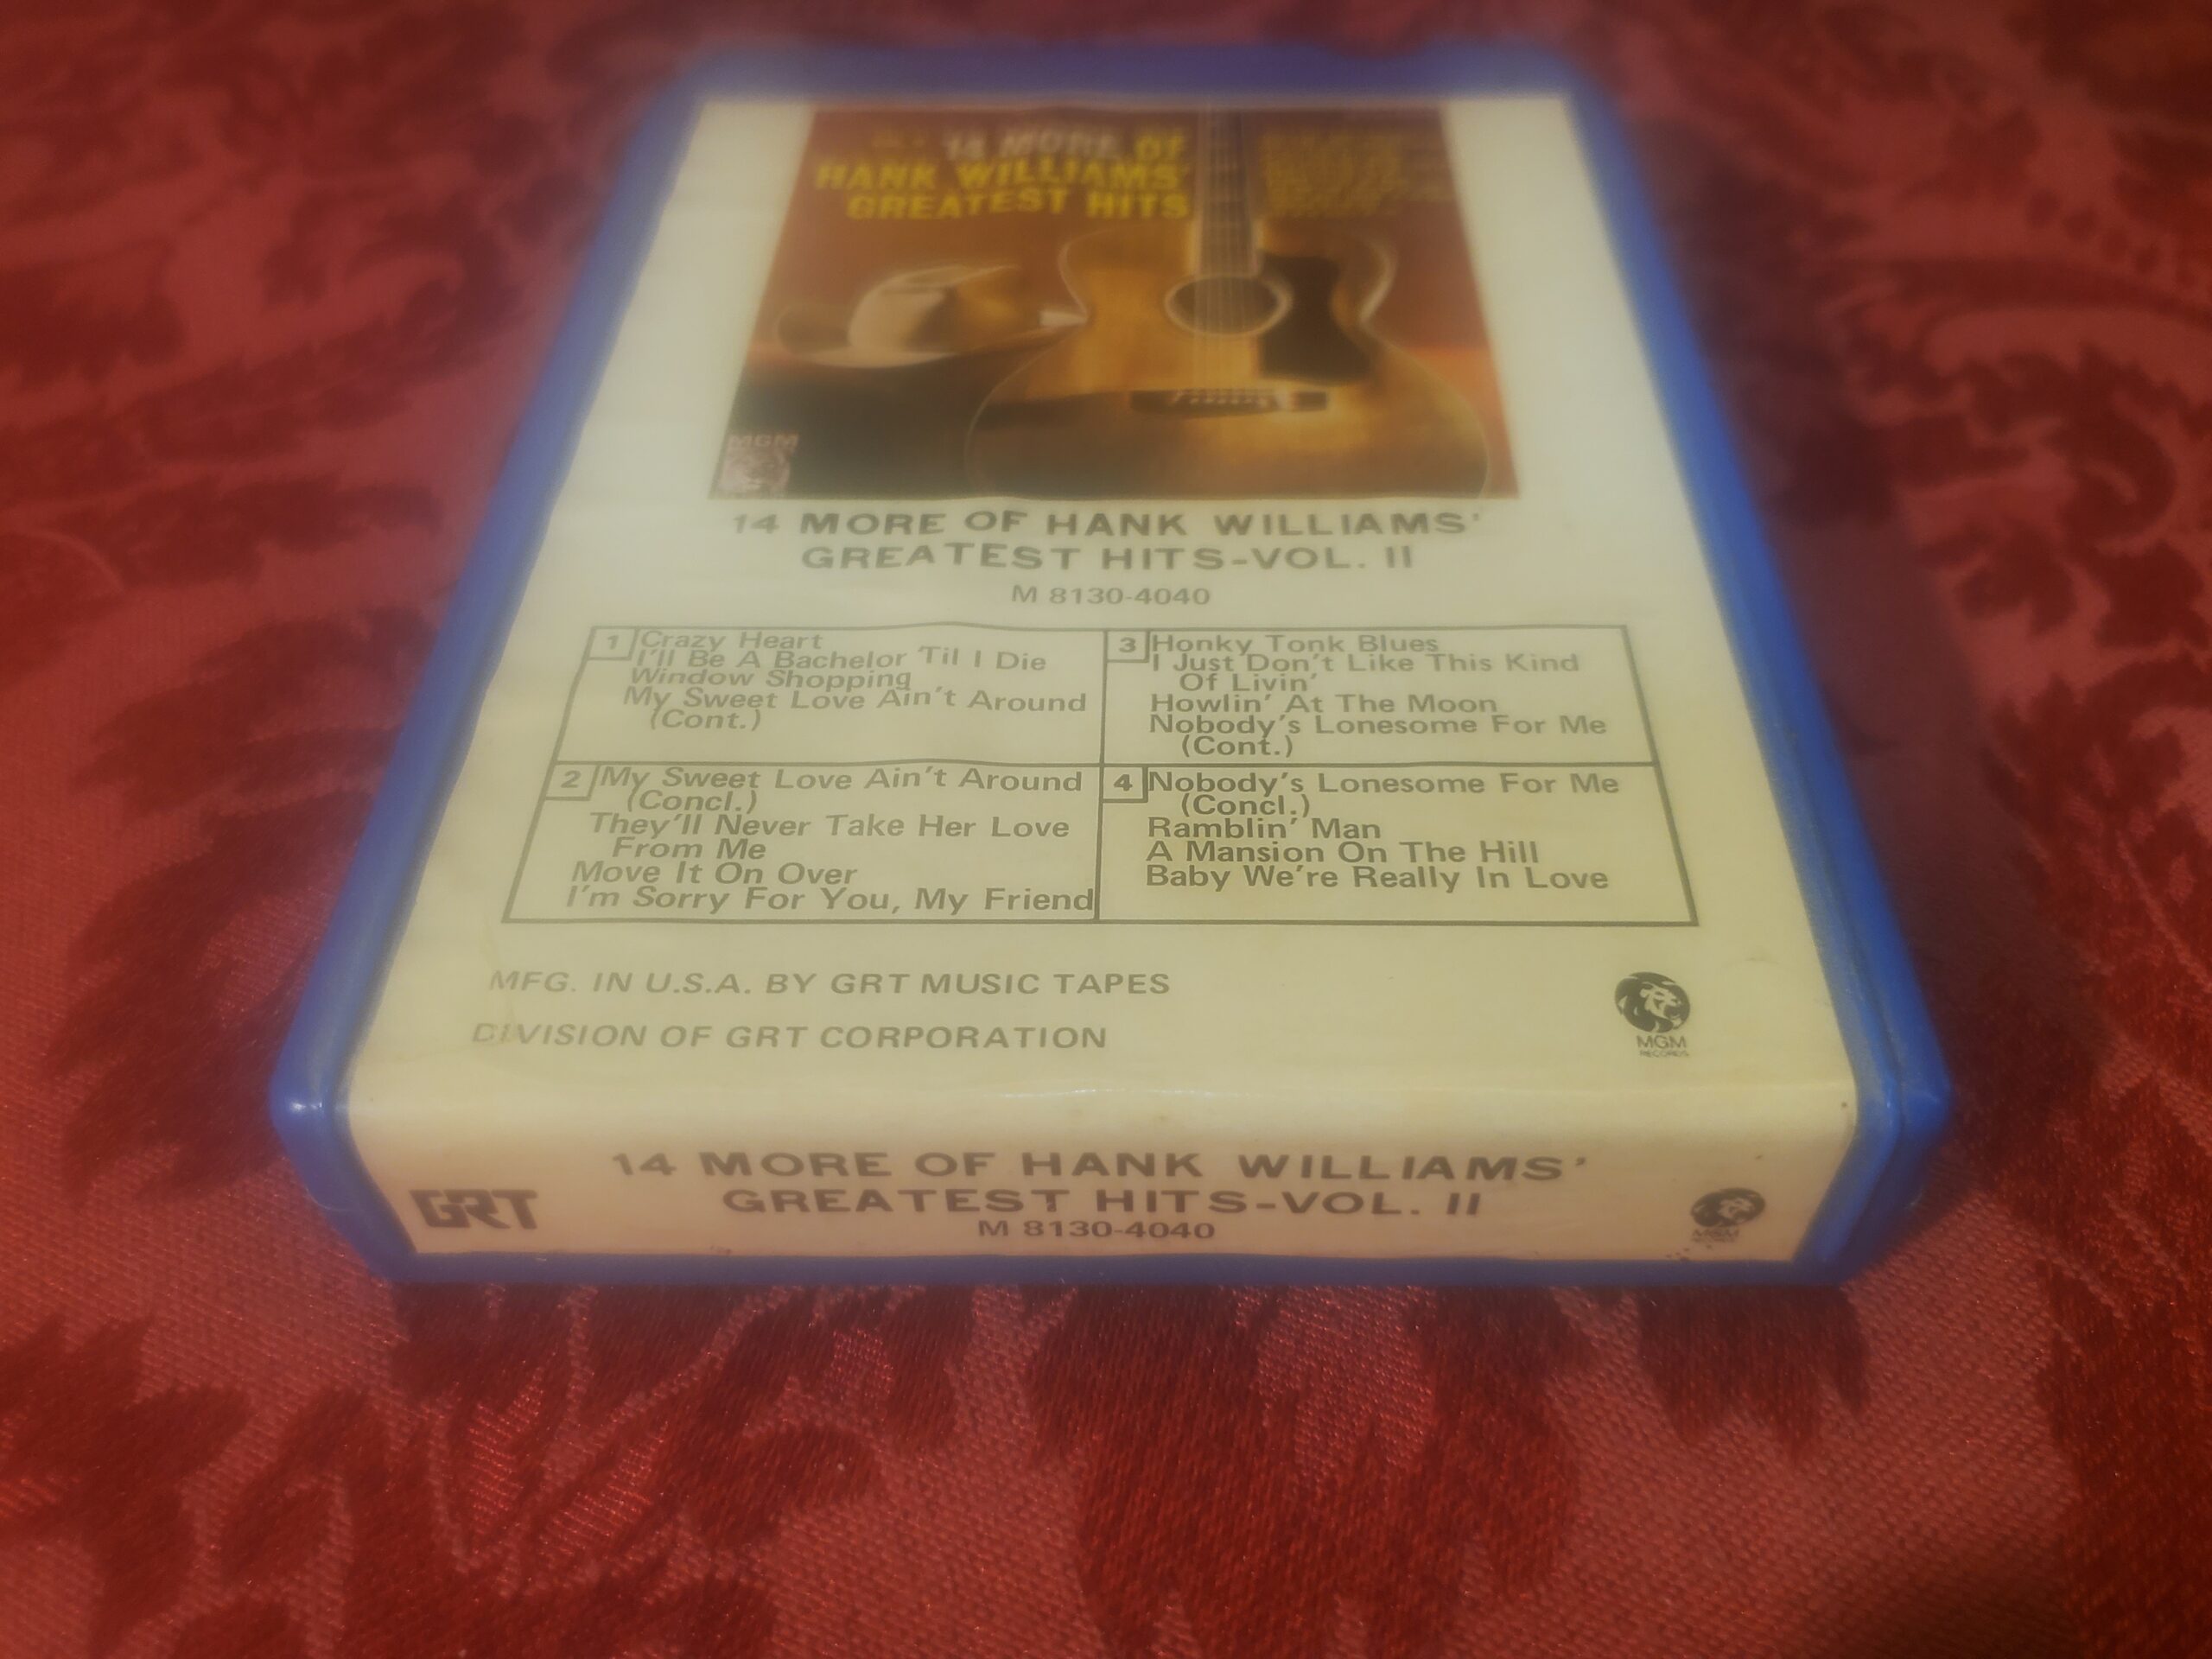 14 MORE OF
HANK WILLIAMS'
GREATEST HITS
MGM
14 MORE OF HANK WILLIAMS'
GREATEST HITS-VOL. II
M 8130-4040
1 Crazy Heart
I'll Be A Bachelor 'Til I Die
Window Shopping
My Sweet Love Ain't Around
(Cont.)
2 My Sweet Love Ain't Around
(Concl.)
They'll Never Take Her Love
From Me
Move It On Over
I'm Sorry For You, My Friend
3 Honky Tonk Blues
I Just Don't Like This Kind
Of Livin'
Howlin' At The Moon
Nobody's Lonesome For Me
(Cont.)
4 Nobody's Lonesome For Me
(Concl.)
Ramblin' Man
A Mansion On The Hill
Baby We're Really In Love
MFG. IN U.S.A. BY GRT MUSIC TAPES
DIVISION OF GRT CORPORATION
MGM
RECORDS
GRT
14 MORE OF HANK WILLIAMS'
GREATEST HITS-VOL. II
M 8130-4040
MGM
RECORDS